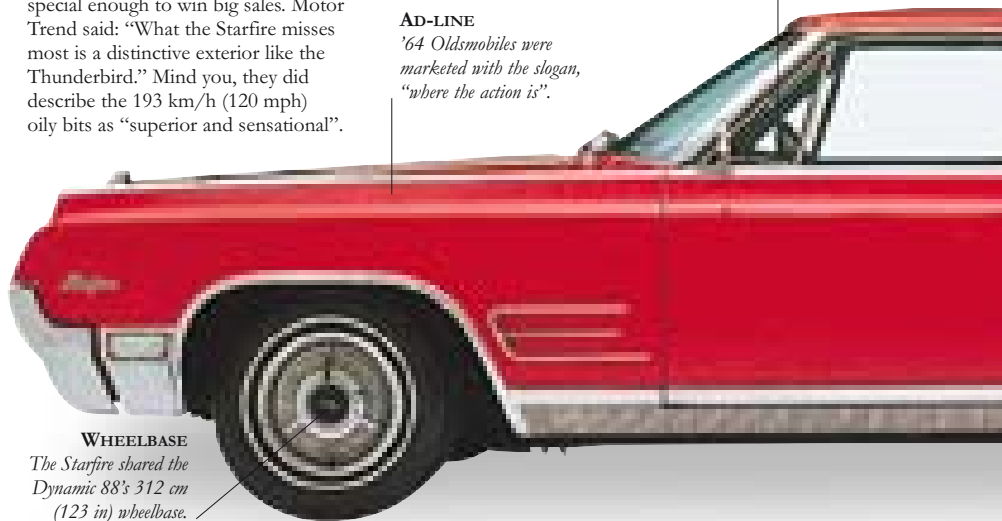 special enough to win big sales. Motor
Trend said: “What the Starfire misses
most is a distinctive exterior like the
Thunderbird.” Mind you, they did
describe the 193 km/h (120 mph)
oily bits as “superior and sensational”.
AD-LINE
’64 Oldsmobiles were
marketed with the slogan,
“where the action is”.
WHEELBASE
The Starfire shared the
Dynamic 88’s 312 cm
(123 in) wheelbase.